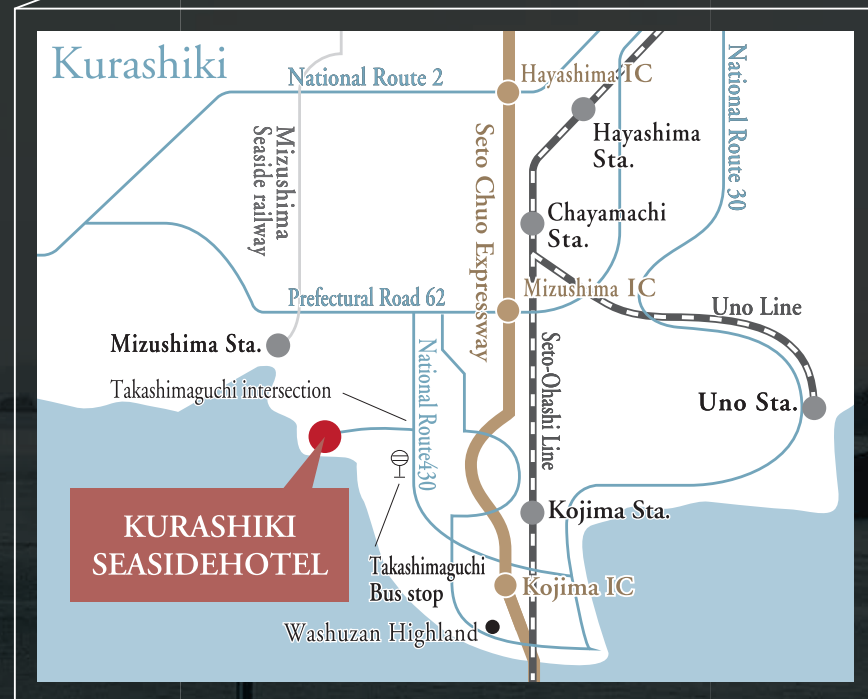 Kurashiki
National Route 2
Hayashima IC
National Route 30
Mizushima
Seaside railway
Seto Chuo Expressway
Hayashima
Sta.
Chayamachi
Sta.
Prefectural Road 62
Mizushima IC
Uno Line
Mizushima Sta.
Takashimaguchi intersection
National Route430
Seto-Ohashi Line
Uno Sta.
KURASHIKI
SEASIDEHOTEL
Kojima Sta.
Takashimaguchi
Bus stop
Kojima IC
Washuzan Highland